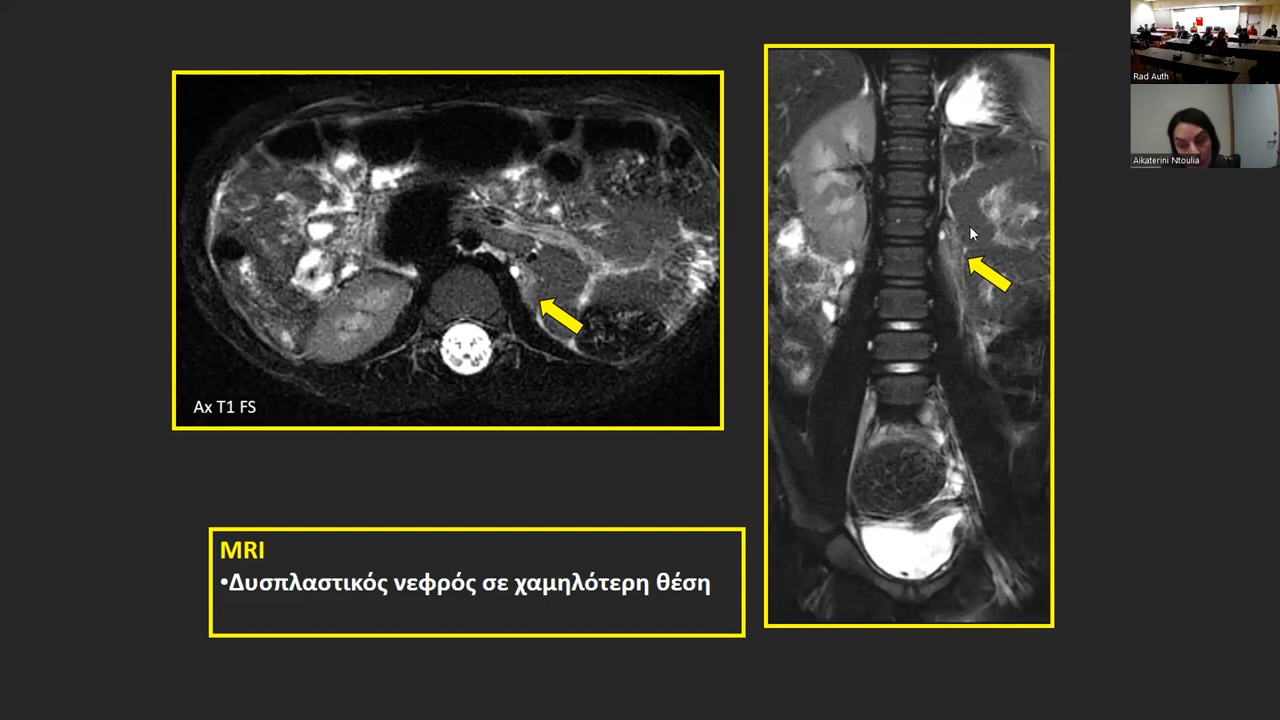 Rad Auth
Aikaterini Ntoulia
Ax T1 FS
MRI
•Δυσπλαστικός νεφρός σε χαμηλότερη θέση